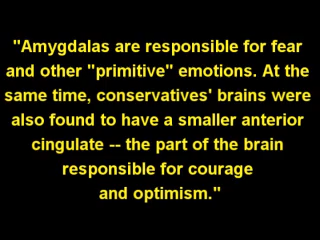 "Amygdalas are responsible for fear
and other "primitive" emotions. At the
same time, conservatives' brains were
also found to have a smaller anterior
cingulate -- the part of the brain
responsible for courage
and optimism."